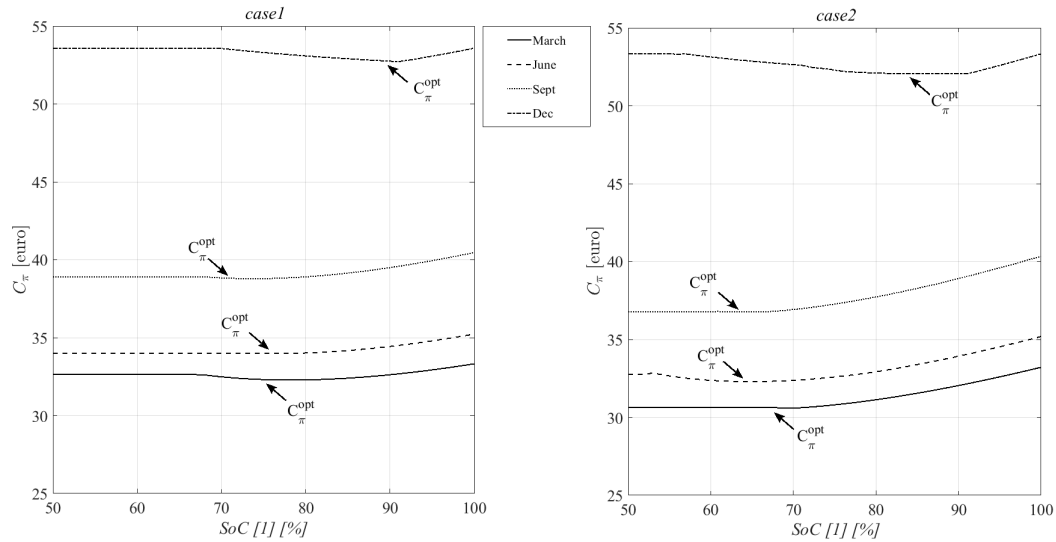 case1
case2
55
50
45
40
35
30
25
C_π [euro]
C_π^opt
C_π^opt
C_π^opt
C_π^opt
50 60 70 80 90 100
SoC [1] [%]
March
June
Sept
Dec
55
50
45
40
35
30
25
C_π [euro]
C_π^opt
C_π^opt
C_π^opt
C_π^opt
50 60 70 80 90 100
SoC [1] [%]